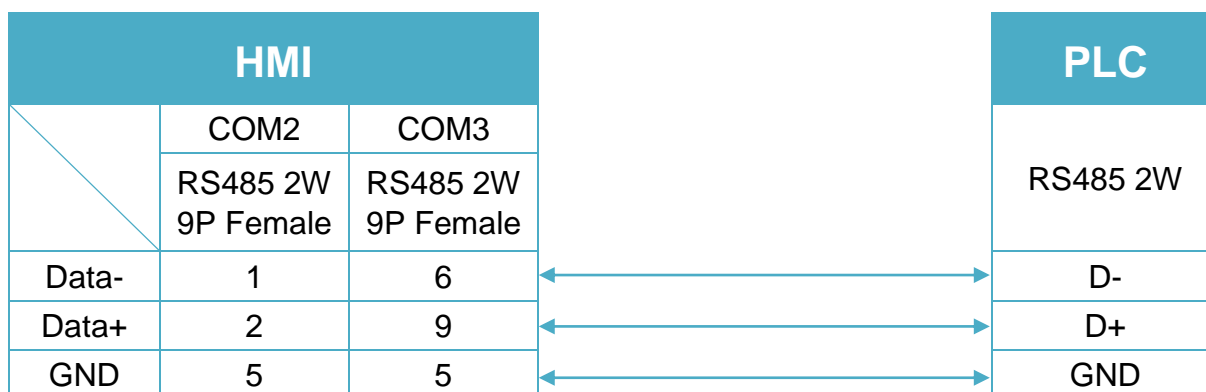 HMI PLC
COM2 COM3
RS485 2W RS485 2W RS485 2W
9P Female 9P Female
Data- 1 6 D-
Data+ 2 9 D+
GND 5 5 GND